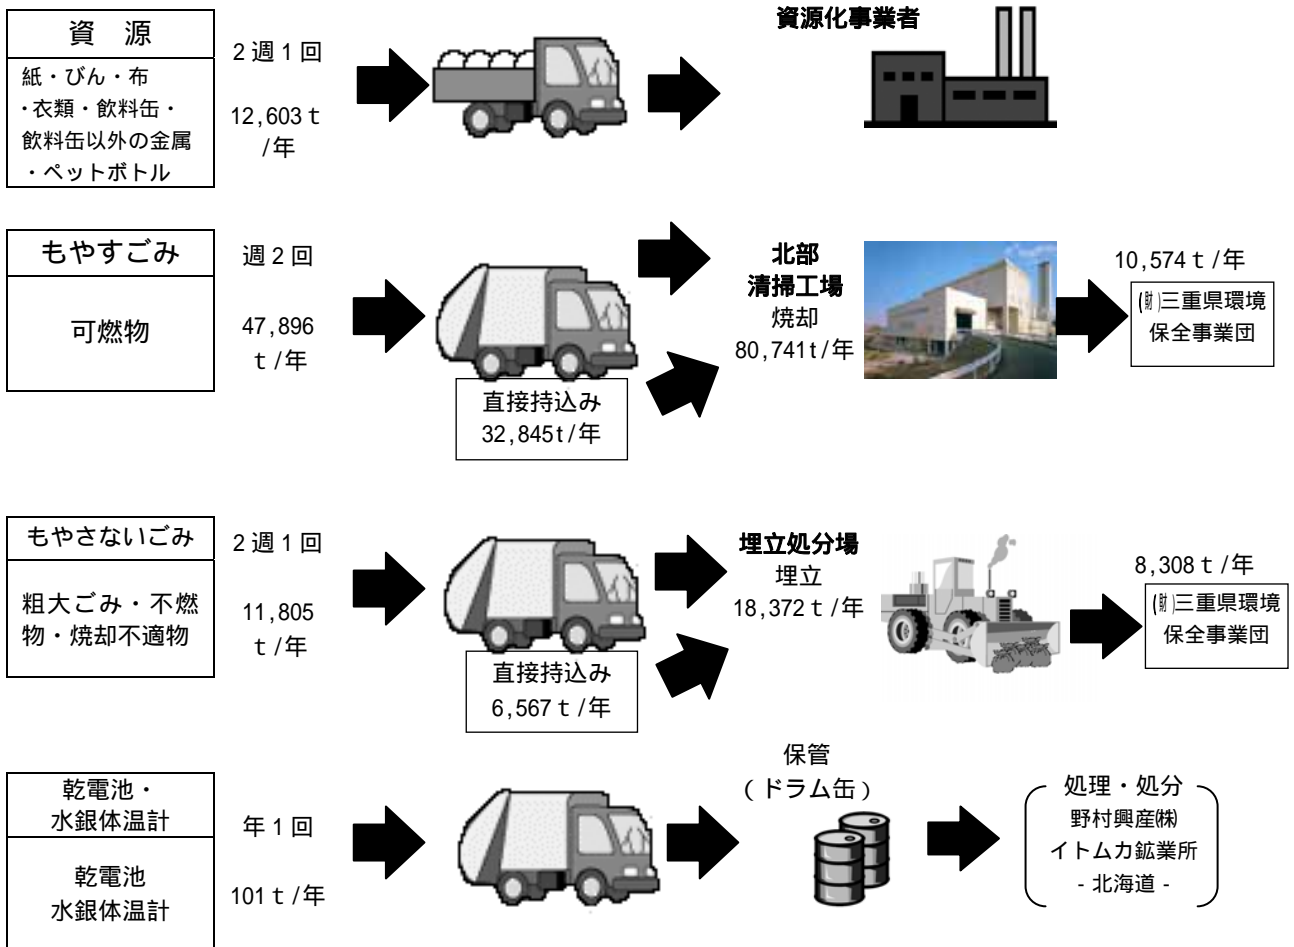 資　源
紙・びん・布
・衣類・飲料缶・
飲料缶以外の金属
・ペットボトル
2週1回
12,603ｔ
/年
資源化事業者
もやすごみ
可燃物
週2回
47,896
ｔ/年
直接持込み
32,845t/年
北部
清掃工場
焼却
80,741t/年
10,574ｔ/年
(財)三重県環境
保全事業団
もやさないごみ
粗大ごみ・不燃
物・焼却不適物
2週1回
11,805
ｔ/年
直接持込み
6,567ｔ/年
埋立処分場
埋立
18,372ｔ/年
8,308ｔ/年
(財)三重県環境
保全事業団
乾電池・
水銀体温計
乾電池
水銀体温計
年1回
101ｔ/年
保管
(ドラム缶)
処理・処分
野村興産㈱
イトムカ鉱業所
-北海道-